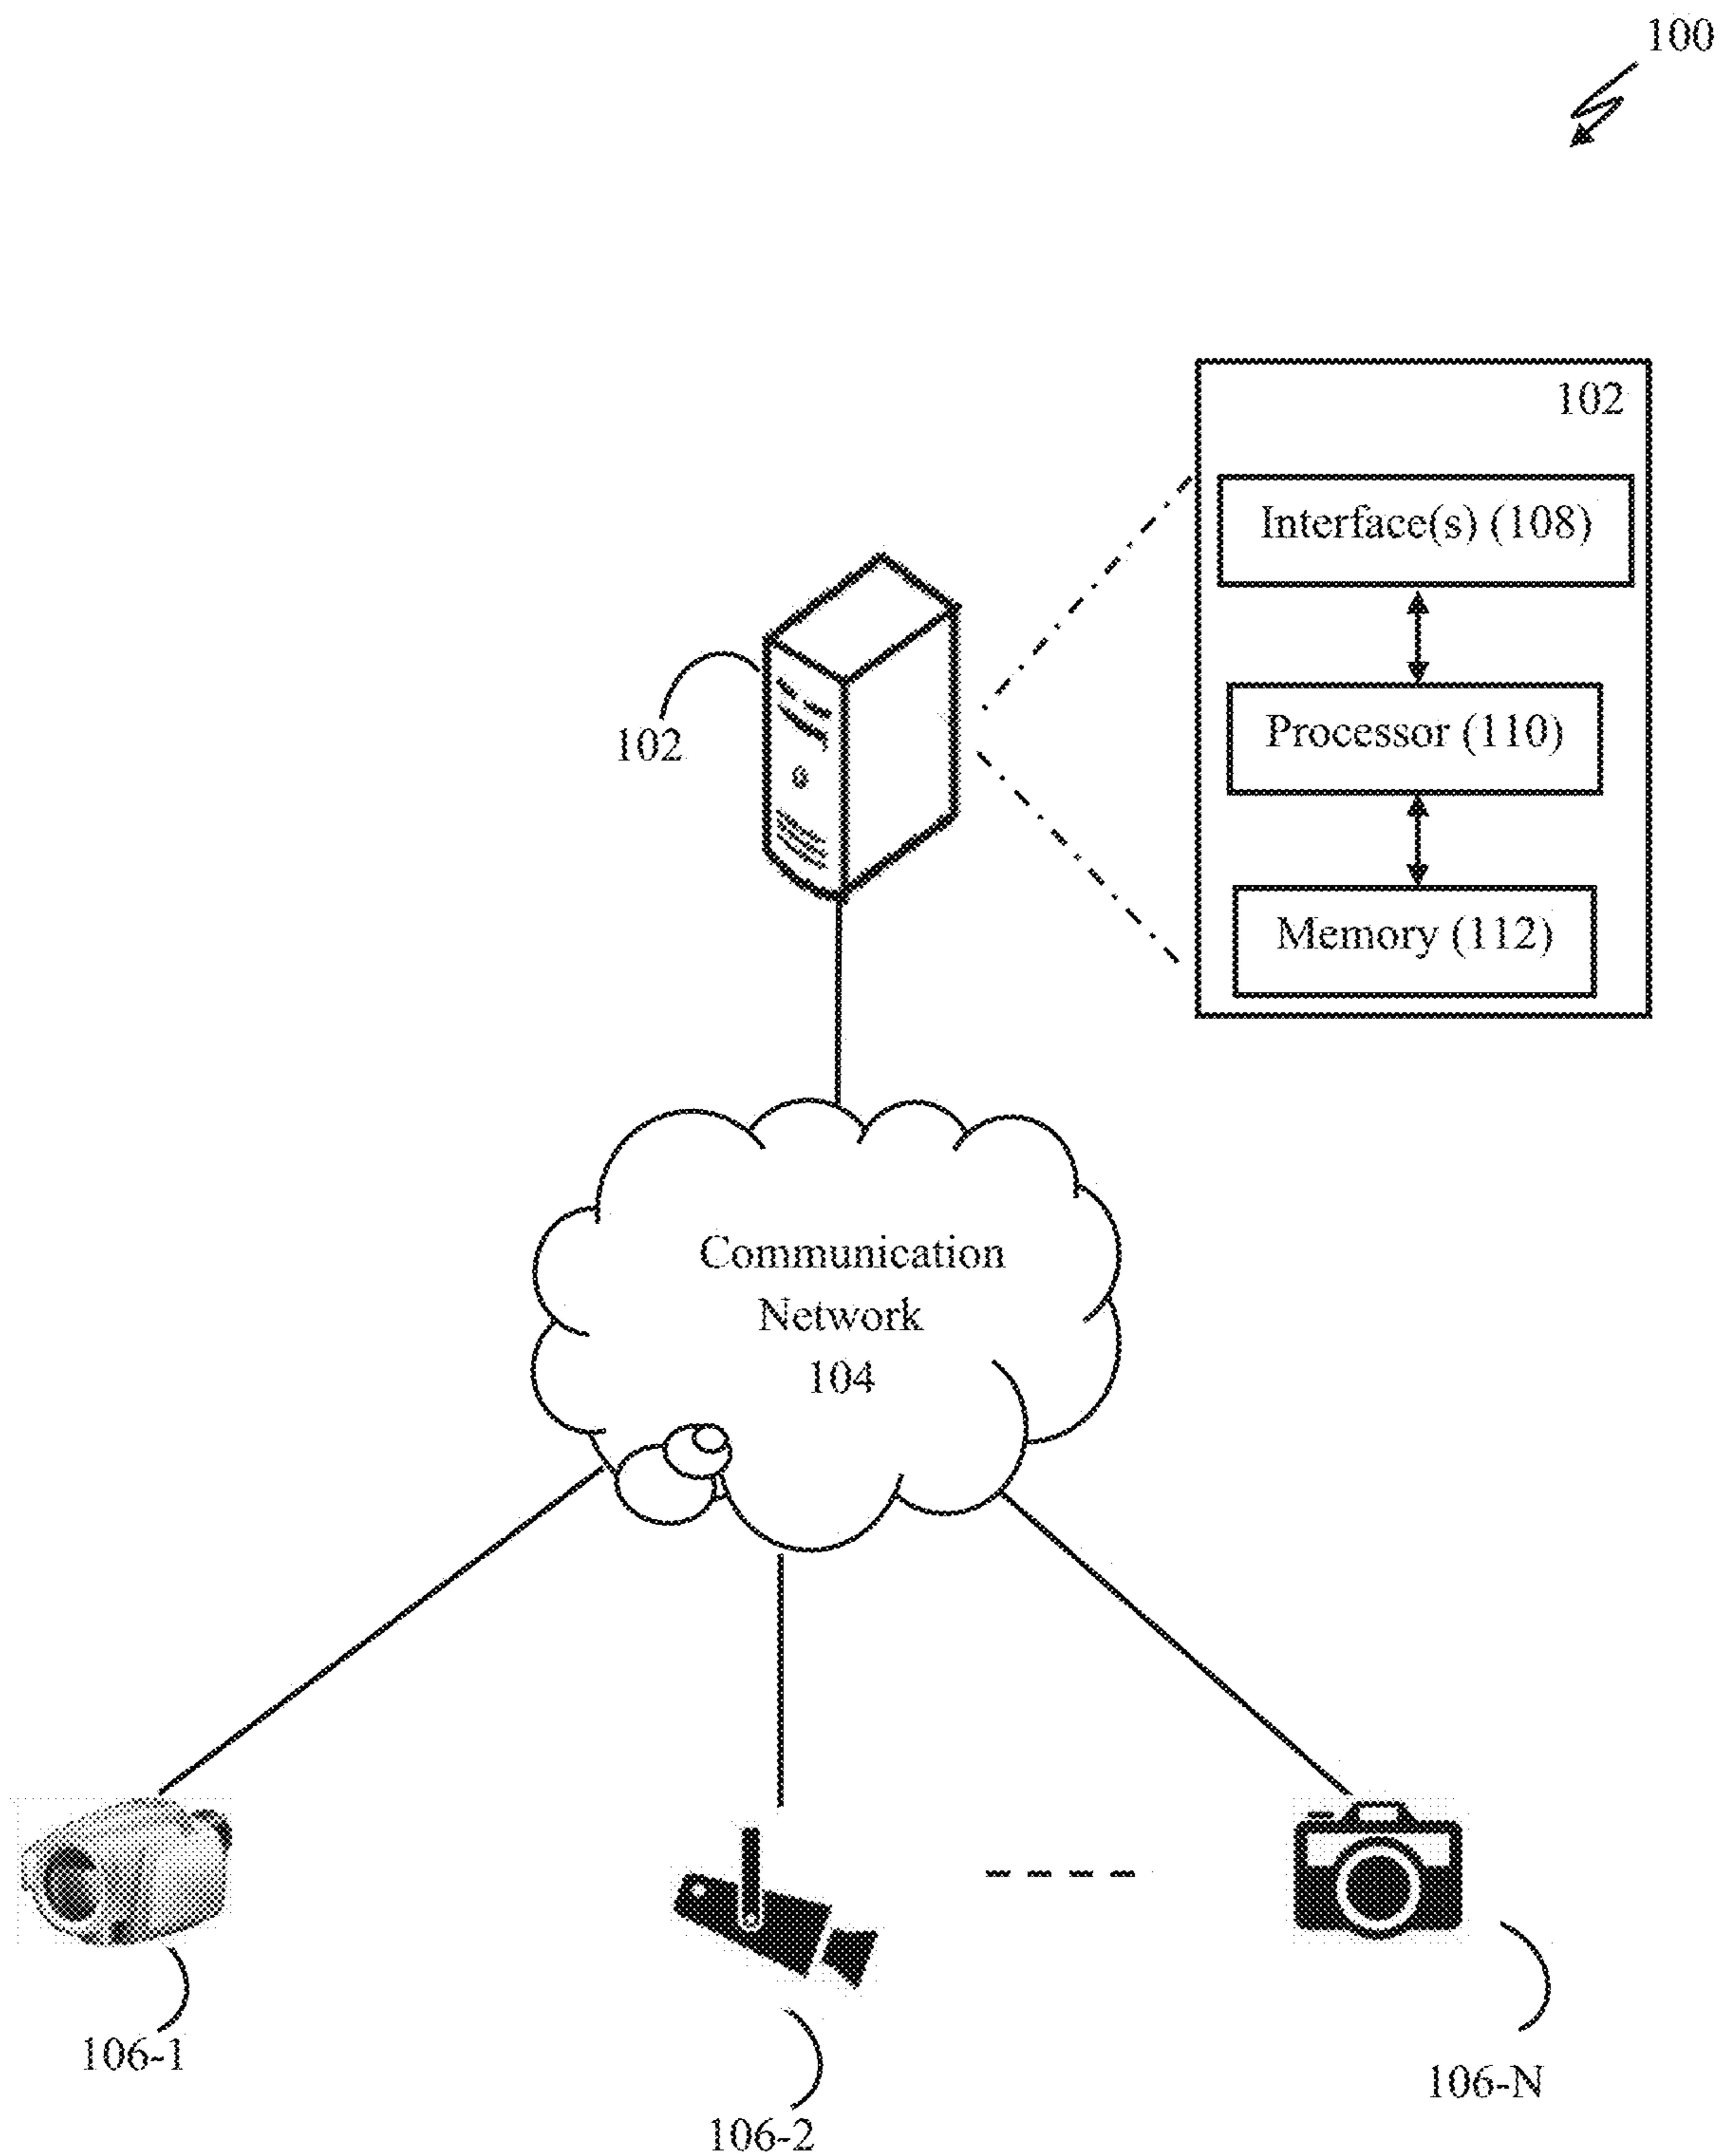 100
102
Interface(s) (108)
102
Processor (110)
Memory (112)
Communication
Network
104
106-1
106-2
106-N